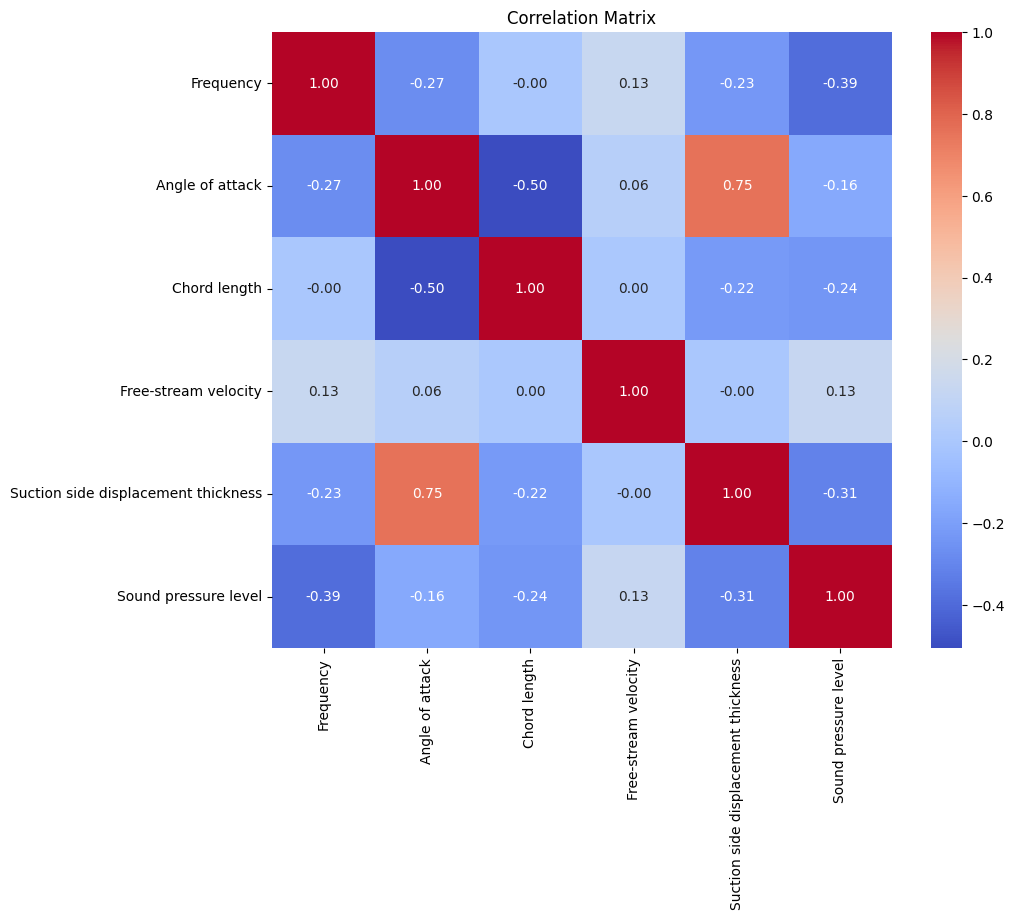 Correlation Matrix
Frequency 1.00 -0.27 -0.00 0.13 -0.23 -0.39
Angle of attack -0.27 1.00 -0.50 0.06 0.75 -0.16
Chord length -0.00 -0.50 1.00 0.00 -0.22 -0.24
Free-stream velocity 0.13 0.06 0.00 1.00 -0.00 0.13
Suction side displacement thickness -0.23 0.75 -0.22 -0.00 1.00 -0.31
Sound pressure level -0.39 -0.16 -0.24 0.13 -0.31 1.00
Frequency
Angle of attack
Chord length
Free-stream velocity
Suction side displacement thickness
Sound pressure level
1.0
0.8
0.6
0.4
0.2
0.0
−0.2
−0.4